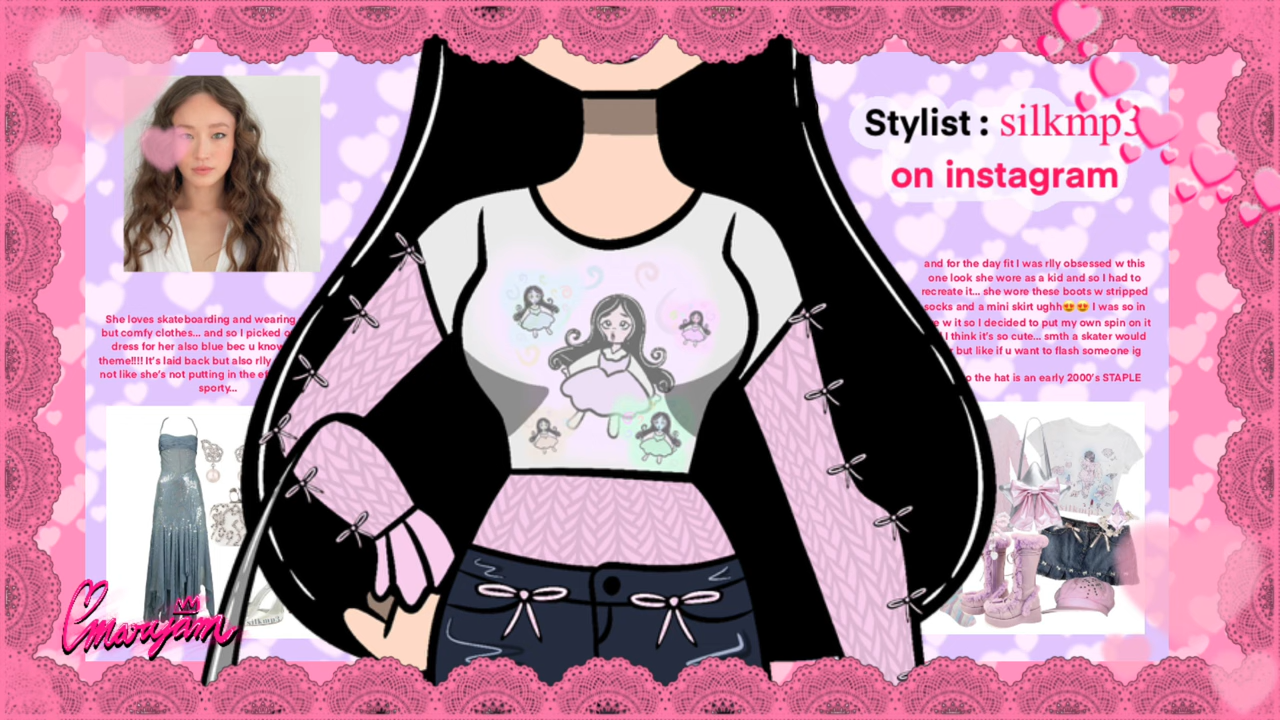 Stylist : silkmp3
on instagram
She loves skateboarding and wearing
but comfy clothes... and so I picked
dress for her also blue bec u know
theme!!!! It's laid back but also rlly
not like she's not putting in the
sporty...
and for the day fit I was rlly obsessed w this
one look she wore as a kid and so I had to
recreate it... she wore these boots w stripped
socks and a mini skirt ughh😍😍 I was so in
w it so I decided to put my own spin on it
I think it's so cute... smth a skater would
but like if u want to flash someone ig
the hat is an early 2000's STAPLE
silkmp3
maryam